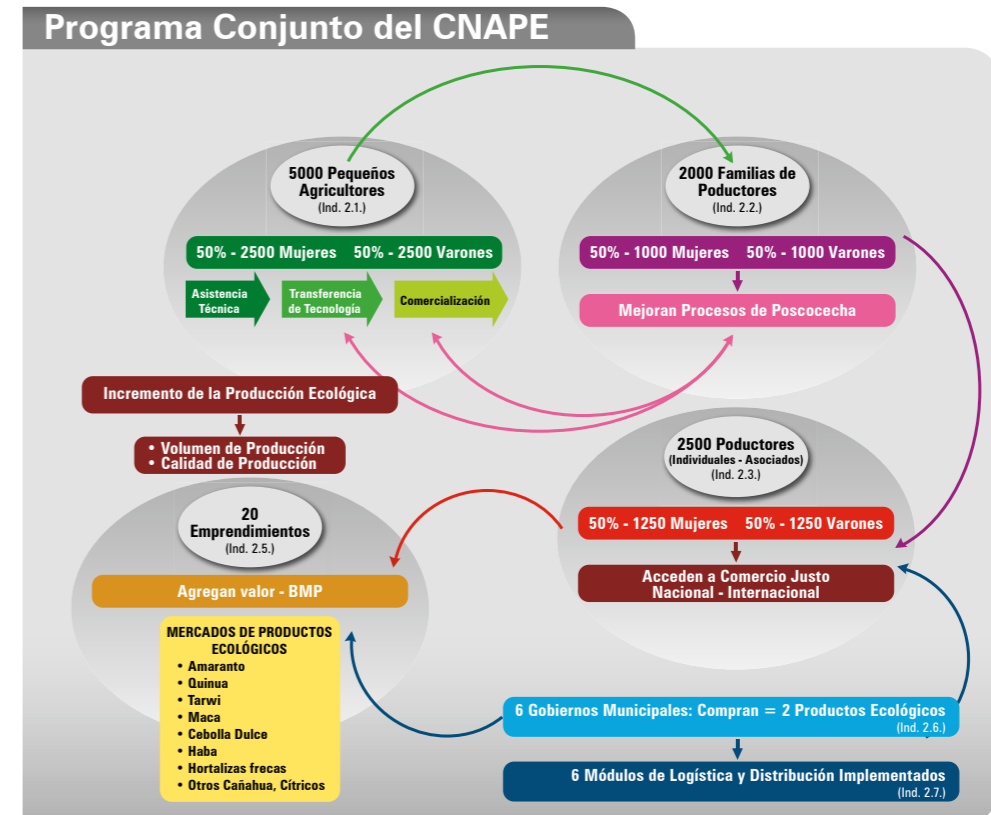 Programa Conjunto del CNAPE
5000 Pequeños
Agricultores
(Ind. 2.1.)
50% - 2500 Mujeres 50% - 2500 Varones
Asistencia
Técnica
Transferencia
de Tecnología
Comercialización
2000 Familias de
Poductores
(Ind. 2.2.)
50% - 1000 Mujeres 50% - 1000 Varones
Mejoran Procesos de Poscocecha
Incremento de la Producción Ecológica
• Volumen de Producción
• Calidad de Producción
2500 Poductores
(Individuales - Asociados)
(Ind. 2.3.)
50% - 1250 Mujeres 50% - 1250 Varones
Acceden a Comercio Justo
Nacional - Internacional
20
Emprendimientos
(Ind. 2.5.)
Agregan valor - BMP
MERCADOS DE PRODUCTOS
ECOLÓGICOS
• Amaranto
• Quinua
• Tarwi
• Maca
• Cebolla Dulce
• Haba
• Hortalizas frecas
• Otros Cañahua, Cítricos
6 Gobiernos Municipales: Compran = 2 Productos Ecológicos
(Ind. 2.6.)
6 Módulos de Logística y Distribución Implementados
(Ind. 2.7.)